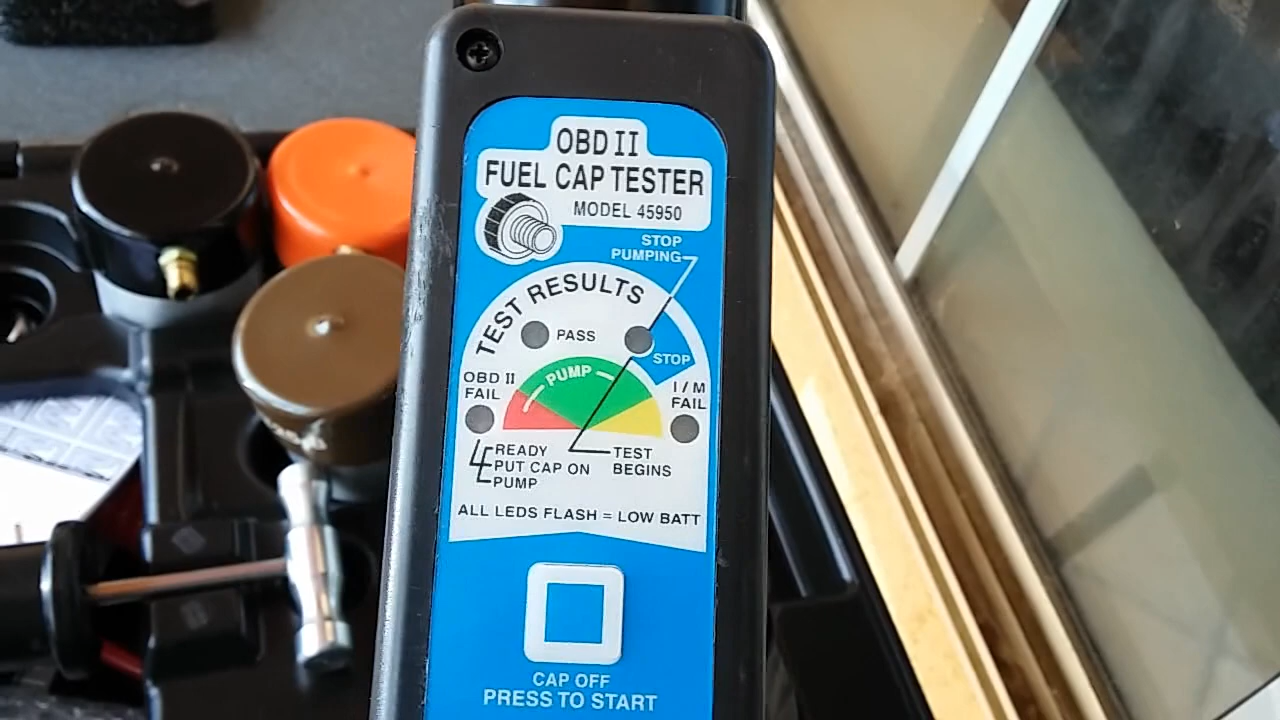 OBD II
FUEL CAP TESTER
MODEL 45950
STOP
PUMPING
TEST RESULTS
PASS
STOP
PUMP
OBD II
FAIL
I/M
FAIL
READY
PUT CAP ON
PUMP
TEST
BEGINS
ALL LEDS FLASH = LOW BATT
CAP OFF
PRESS TO START